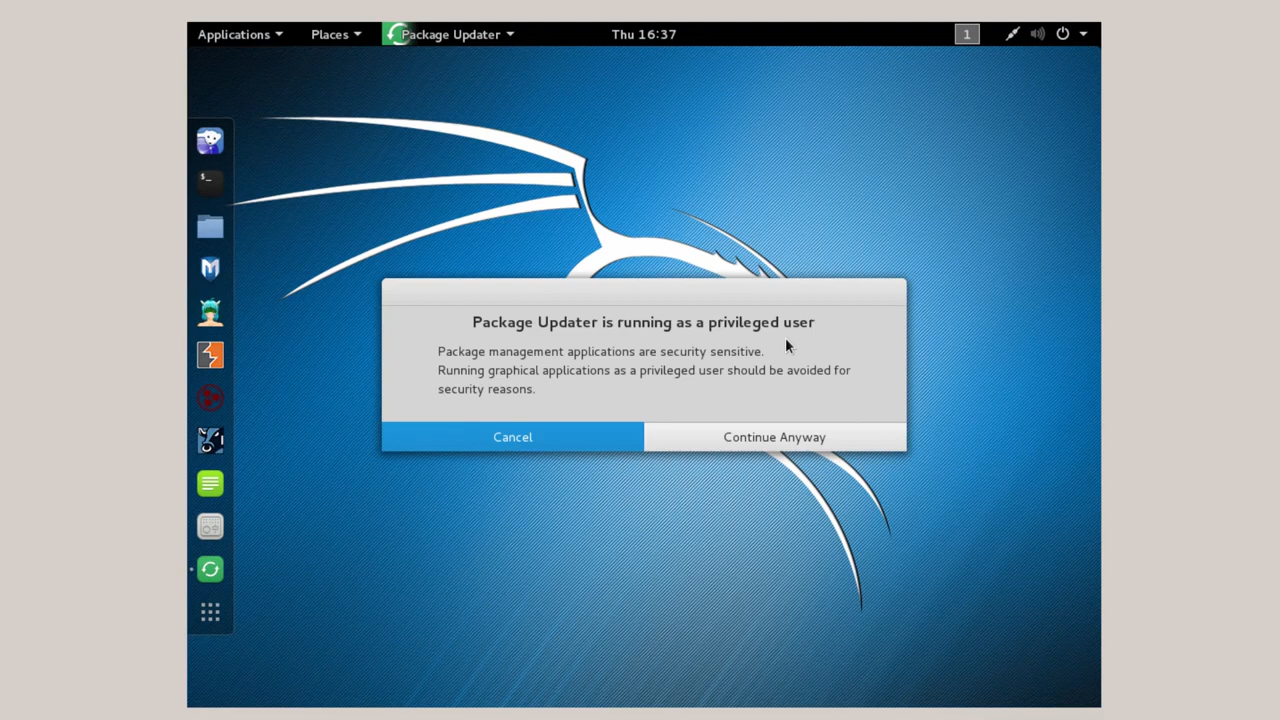 Applications Places Package Updater Thu 16:37 1
$_
Package Updater is running as a privileged user
Package management applications are security sensitive.
Running graphical applications as a privileged user should be avoided for
security reasons.
Cancel Continue Anyway